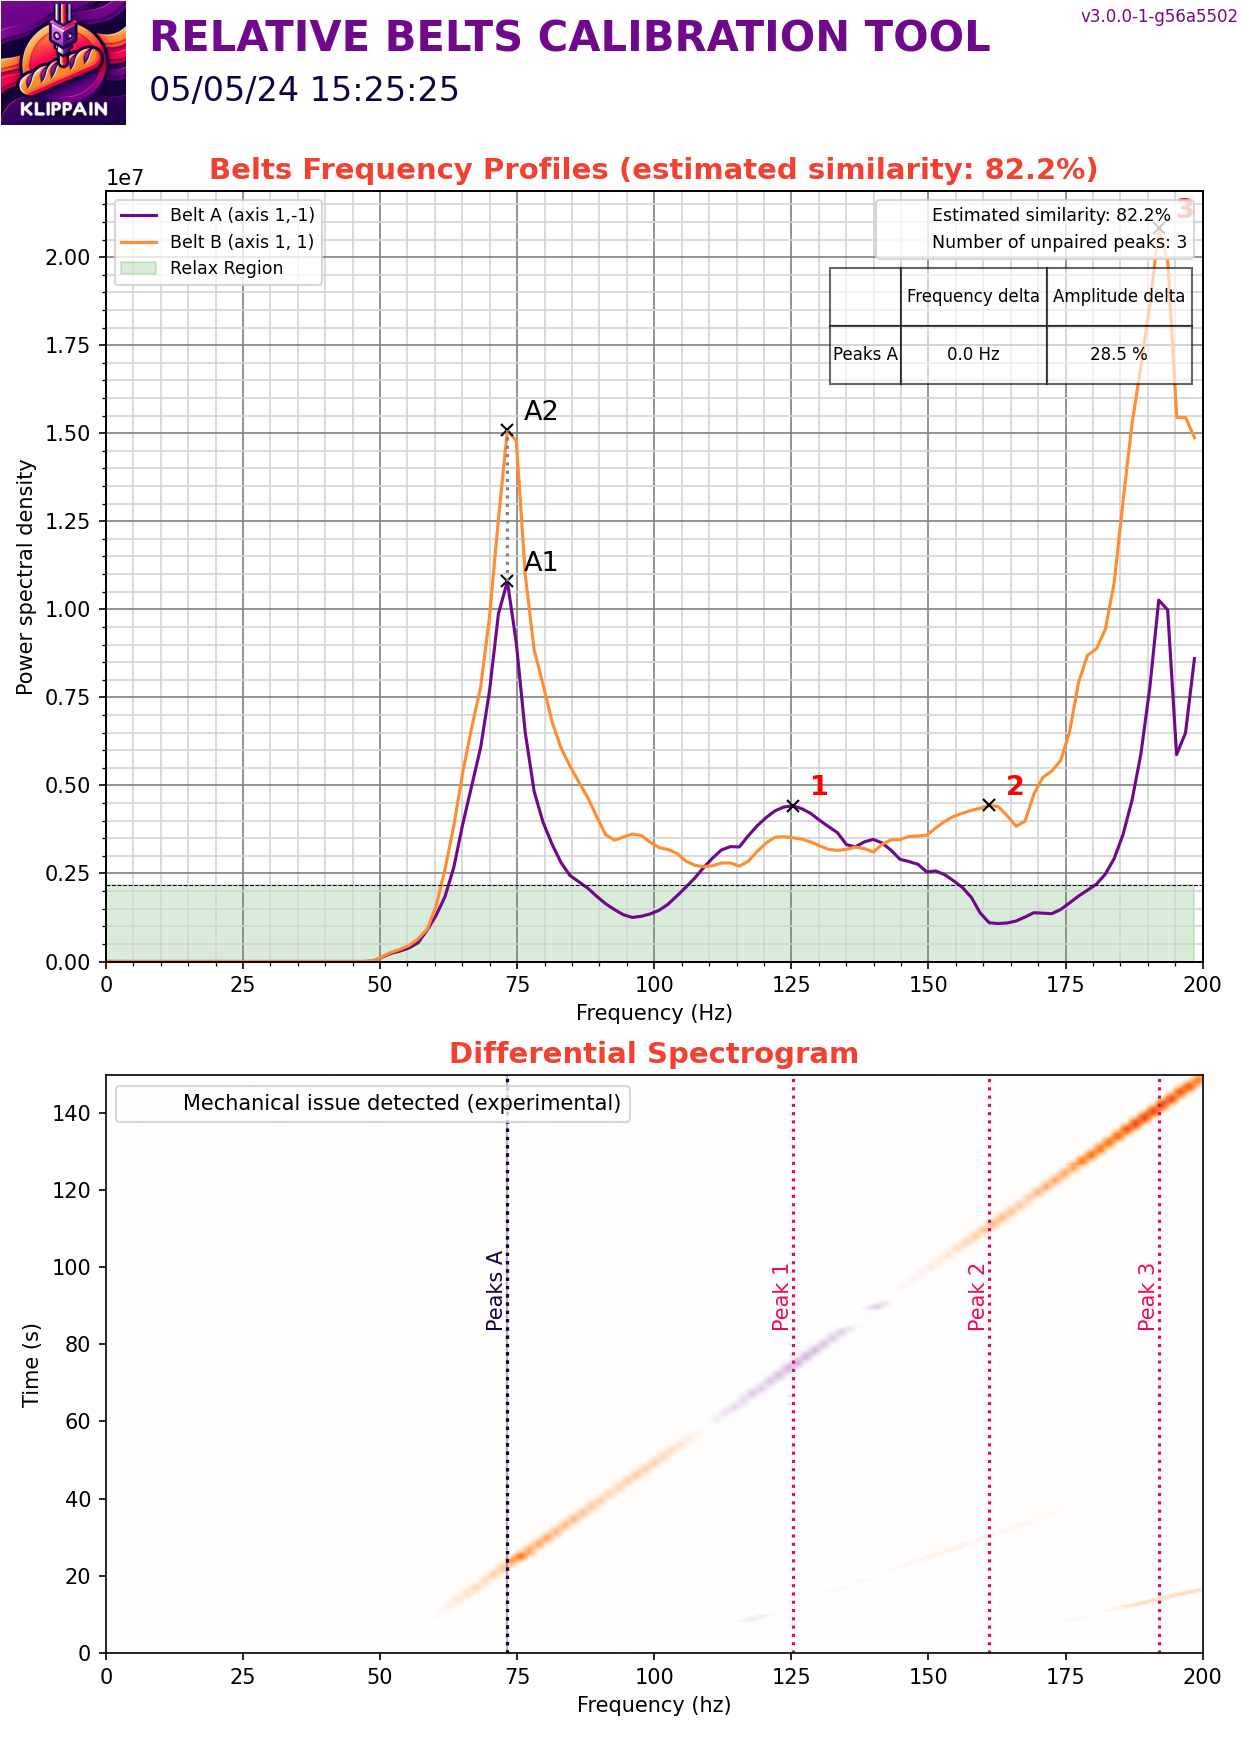 v3.0.0-1-g56a5502
RELATIVE BELTS CALIBRATION TOOL
05/05/24 15:25:25
KLIPPAIN
Belts Frequency Profiles (estimated similarity: 82.2%)
1e7
Belt A (axis 1,-1)
Belt B (axis 1, 1)
Relax Region
Estimated similarity: 82.2%
Number of unpaired peaks: 3
3
Frequency delta Amplitude delta
Peaks A 0.0 Hz 28.5 %
A2
A1
1
2
Power spectral density
2.00
1.75
1.50
1.25
1.00
0.75
0.50
0.25
0.00
0 25 50 75 100 125 150 175 200
Frequency (Hz)
Differential Spectrogram
Mechanical issue detected (experimental)
Peaks A
Peak 1
Peak 2
Peak 3
Time (s)
140
120
100
80
60
40
20
0
0 25 50 75 100 125 150 175 200
Frequency (hz)